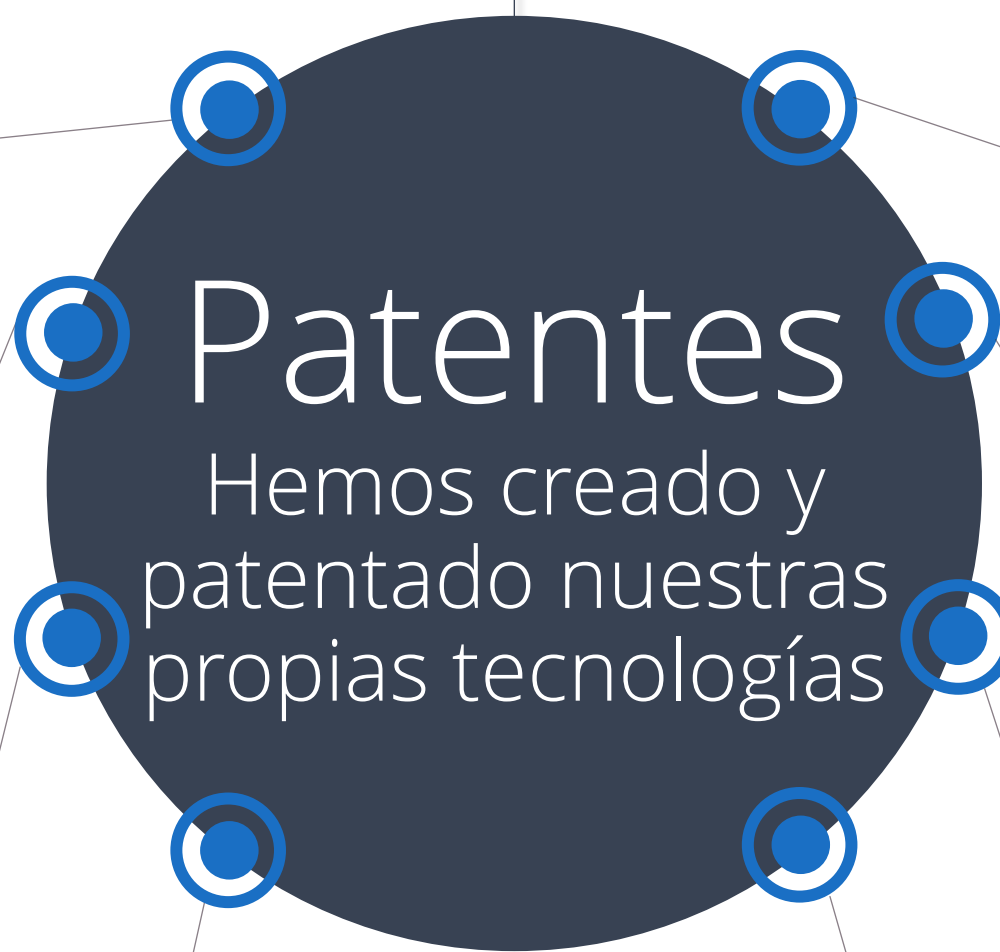 Patentes
Hemos creado y
patentado nuestras
propias tecnologías